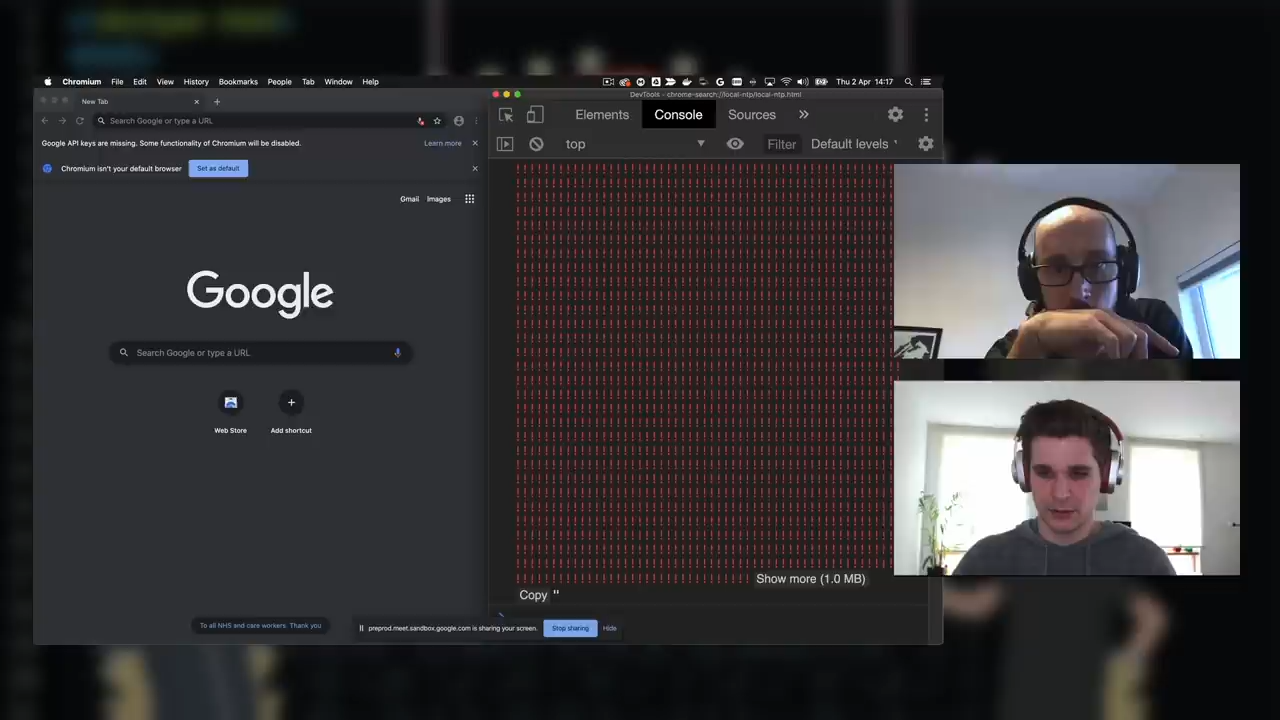 Chromium File Edit View History Bookmarks People Tab Window Help
Thu 2 Apr 14:17
New Tab
DevTools - chrome-search://local-ntp/local-ntp.html
Search Google or type a URL
Elements Console Sources
Google API keys are missing. Some functionality of Chromium will be disabled. Learn more
top Filter Default levels
Chromium isn't your default browser Set as default
Gmail Images
Google
Search Google or type a URL
Web Store Add shortcut
Show more (1.0 MB)
Copy "
To all NHS and care workers. Thank you
preprod.meet.sandbox.google.com is sharing your screen. Stop sharing Hide